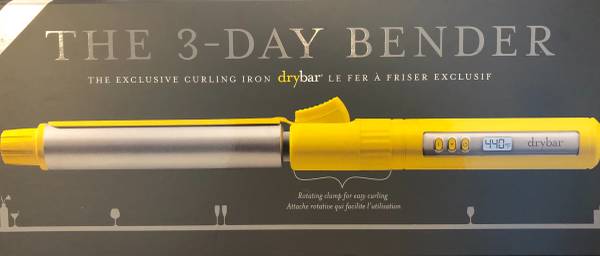 THE 3-DAY BENDER
THE EXCLUSIVE CURLING IRON drybar® LE FER À FRISER EXCLUSIF
440°F drybar
Rotating clamp for easy curling
Attache rotative qui facilite l'utilisation